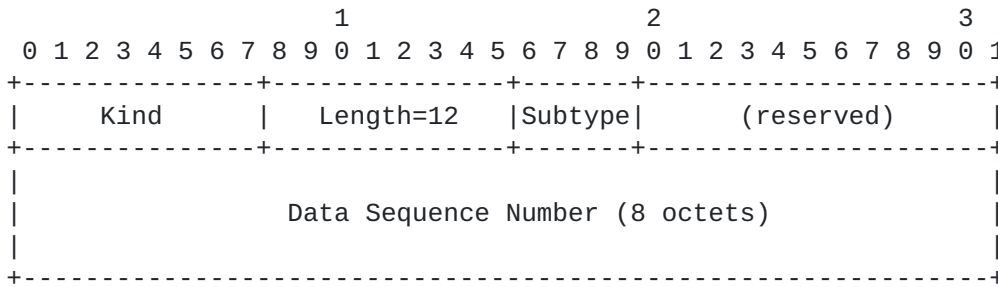 1                   2                   3
 0 1 2 3 4 5 6 7 8 9 0 1 2 3 4 5 6 7 8 9 0 1 2 3 4 5 6 7 8 9 0 1
+---------------+---------------+-------+----------------------+
|     Kind      |   Length=12   |Subtype|      (reserved)      |
+---------------+---------------+-------+----------------------+
|                                                              |
|                 Data Sequence Number (8 octets)              |
|                                                              |
+--------------------------------------------------------------+